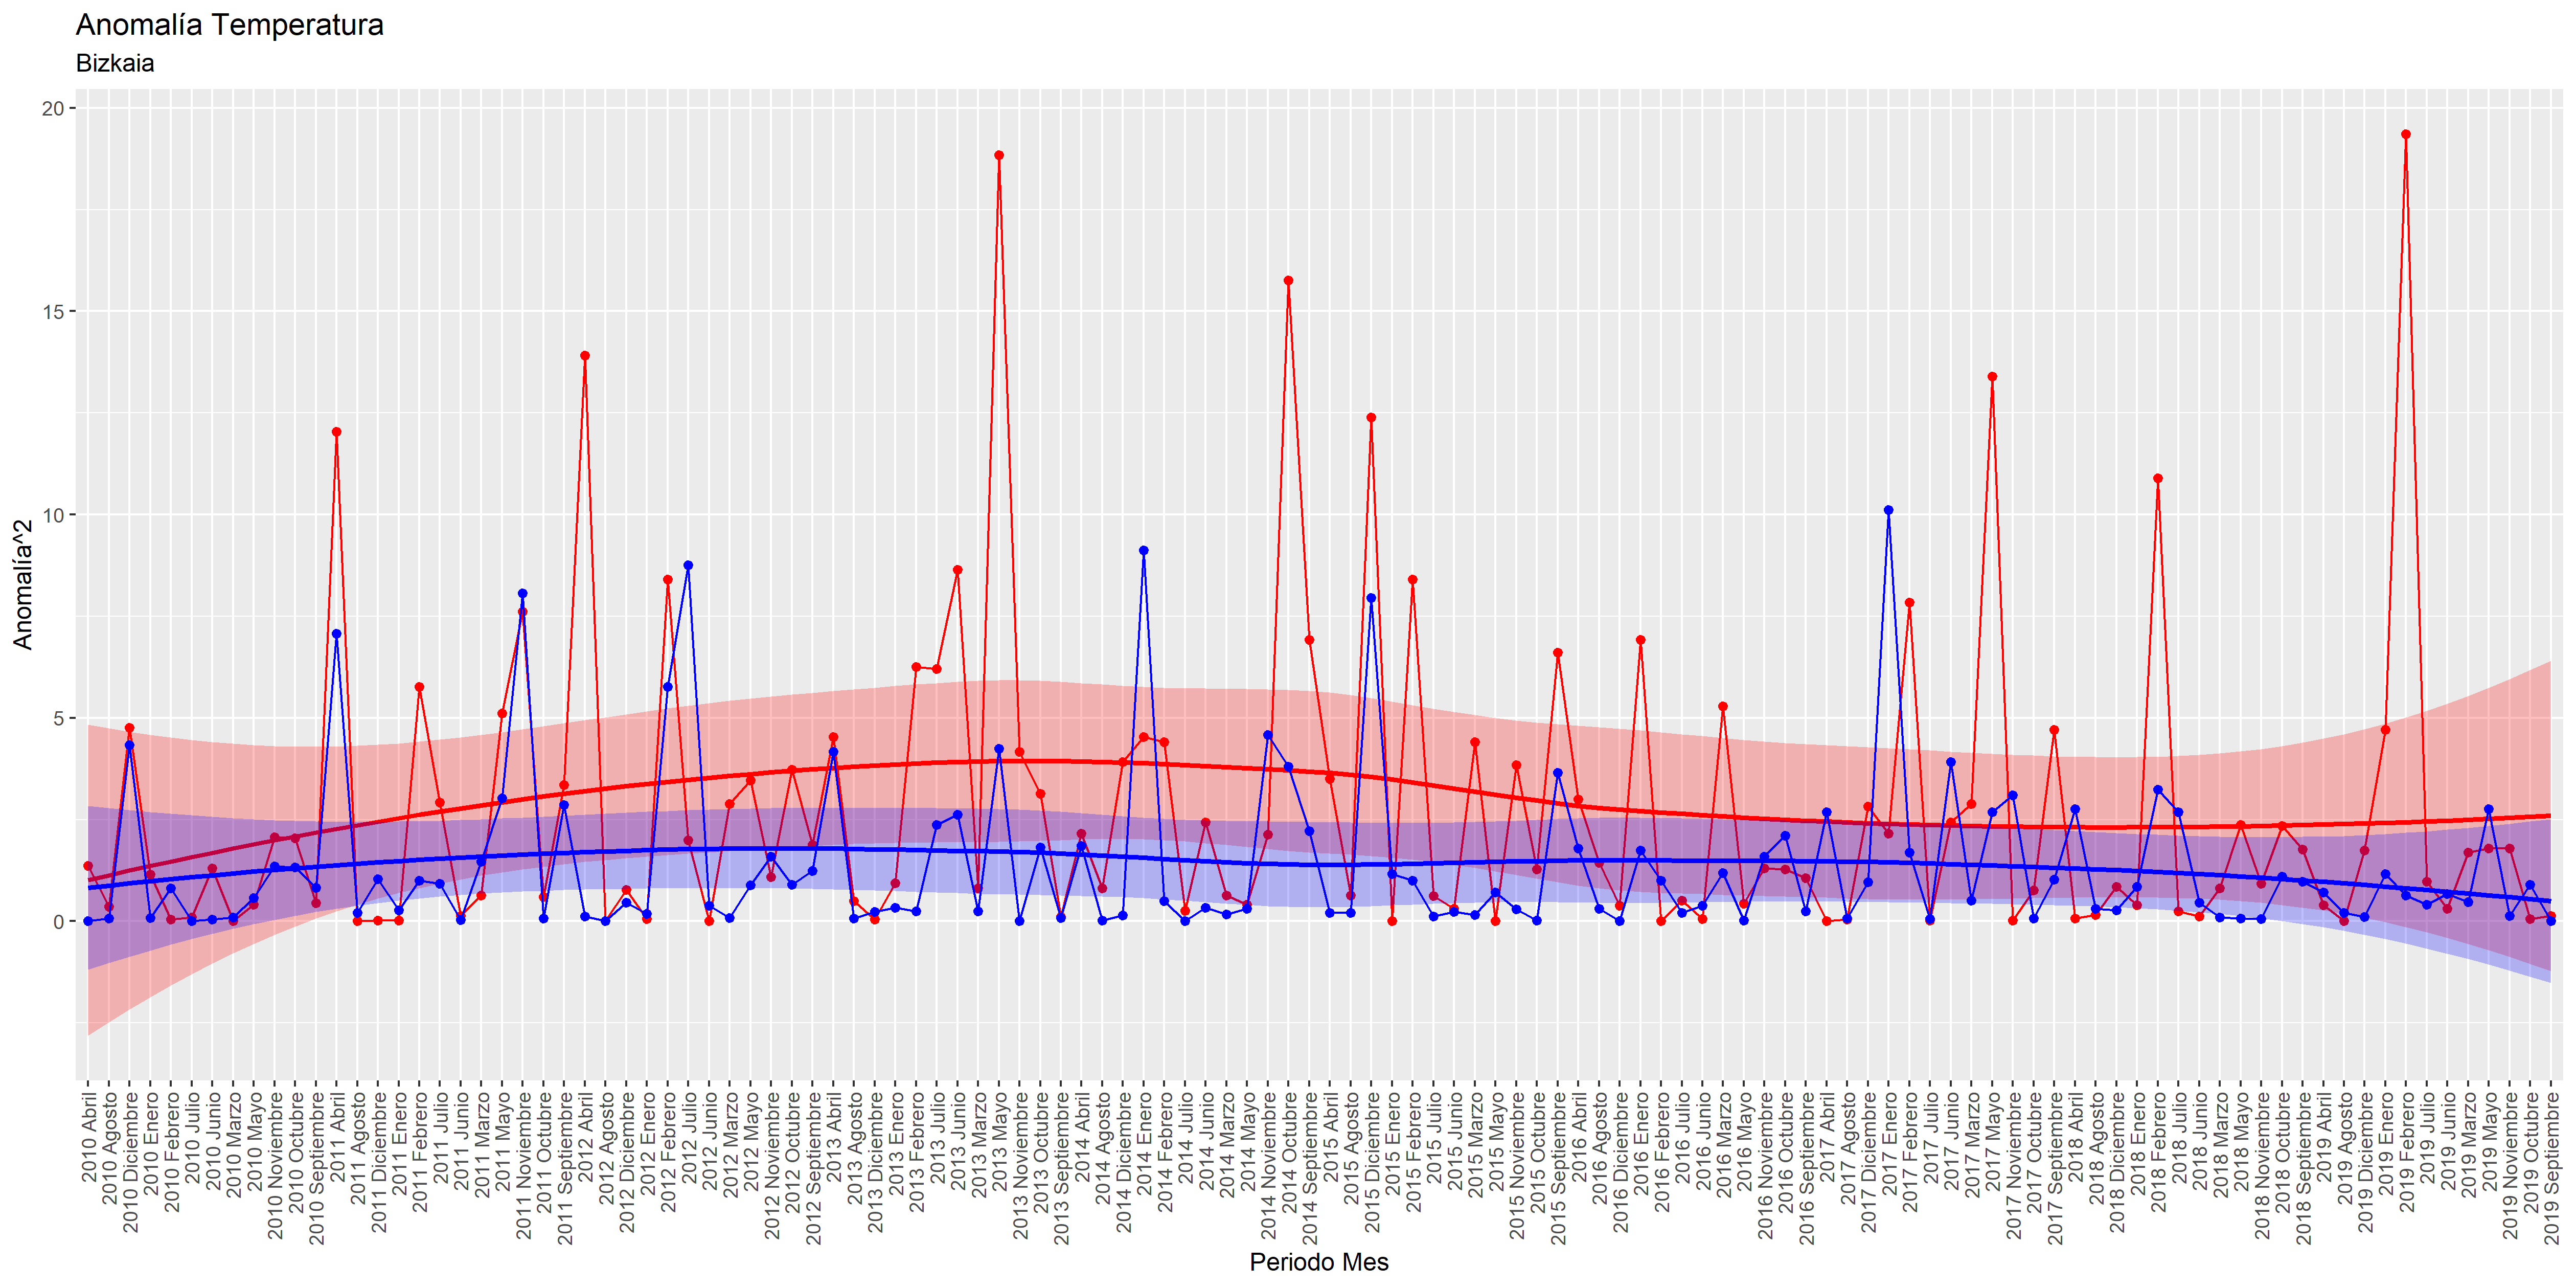 Anomalía Temperatura
Bizkaia
Anomalía^2
20
15
10
5
0
2010 Abril
2010 Agosto
2010 Diciembre
2010 Enero
2010 Febrero
2010 Julio
2010 Junio
2010 Marzo
2010 Mayo
2010 Noviembre
2010 Octubre
2010 Septiembre
2011 Abril
2011 Agosto
2011 Diciembre
2011 Enero
2011 Febrero
2011 Julio
2011 Junio
2011 Marzo
2011 Mayo
2011 Noviembre
2011 Octubre
2011 Septiembre
2012 Abril
2012 Agosto
2012 Diciembre
2012 Enero
2012 Febrero
2012 Julio
2012 Junio
2012 Marzo
2012 Mayo
2012 Noviembre
2012 Octubre
2012 Septiembre
2013 Abril
2013 Agosto
2013 Diciembre
2013 Enero
2013 Febrero
2013 Julio
2013 Junio
2013 Marzo
2013 Mayo
2013 Noviembre
2013 Octubre
2013 Septiembre
2014 Abril
2014 Agosto
2014 Diciembre
2014 Enero
2014 Febrero
2014 Julio
2014 Junio
2014 Marzo
2014 Mayo
2014 Noviembre
2014 Octubre
2014 Septiembre
2015 Abril
2015 Agosto
2015 Diciembre
2015 Enero
2015 Febrero
2015 Julio
2015 Junio
2015 Marzo
2015 Mayo
2015 Noviembre
2015 Octubre
2015 Septiembre
2016 Abril
2016 Agosto
2016 Diciembre
2016 Enero
2016 Febrero
2016 Julio
2016 Junio
2016 Marzo
2016 Mayo
2016 Noviembre
2016 Octubre
2016 Septiembre
2017 Abril
2017 Agosto
2017 Diciembre
2017 Enero
2017 Febrero
2017 Julio
2017 Junio
2017 Marzo
2017 Mayo
2017 Noviembre
2017 Octubre
2017 Septiembre
2018 Abril
2018 Agosto
2018 Diciembre
2018 Enero
2018 Febrero
2018 Julio
2018 Junio
2018 Marzo
2018 Mayo
2018 Noviembre
2018 Octubre
2018 Septiembre
2019 Abril
2019 Agosto
2019 Diciembre
2019 Enero
2019 Febrero
2019 Julio
2019 Junio
2019 Marzo
2019 Mayo
2019 Noviembre
2019 Octubre
2019 Septiembre
Periodo Mes